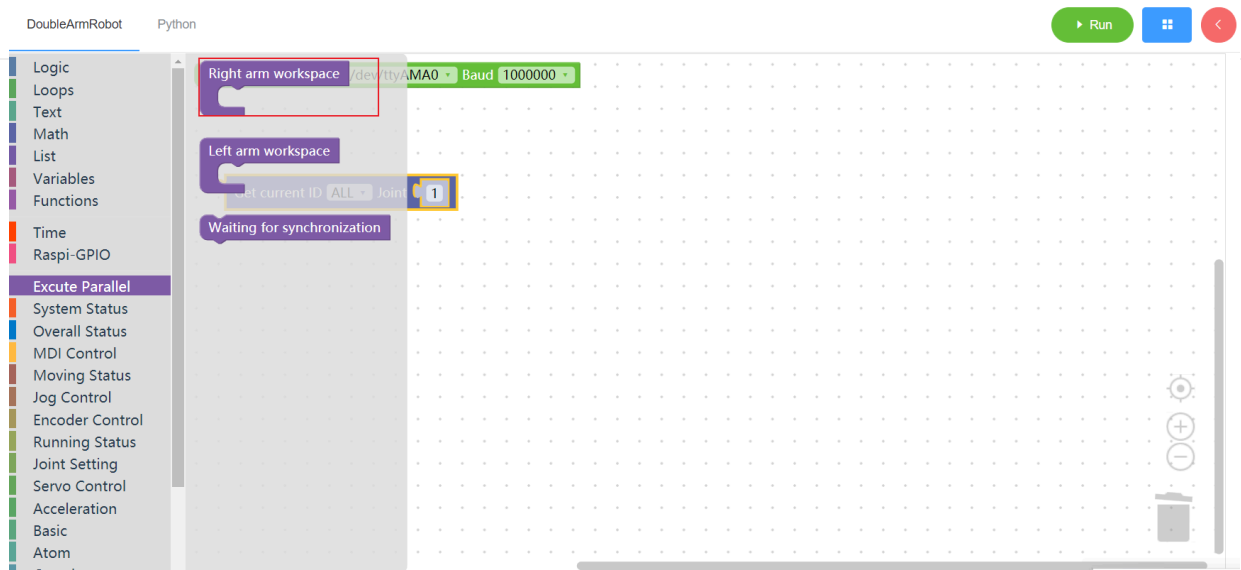 DoubleArmRobot Python Run
Logic
Loops
Text
Math
List
Variables
Functions
Time
Raspi-GPIO
Excute Parallel
System Status
Overall Status
MDI Control
Moving Status
Jog Control
Encoder Control
Running Status
Joint Setting
Servo Control
Acceleration
Basic
Atom
Right arm workspace /dev/ttyAMA0 Baud 1000000
Left arm workspace
Get current ID ALL Joint 1
Waiting for synchronization